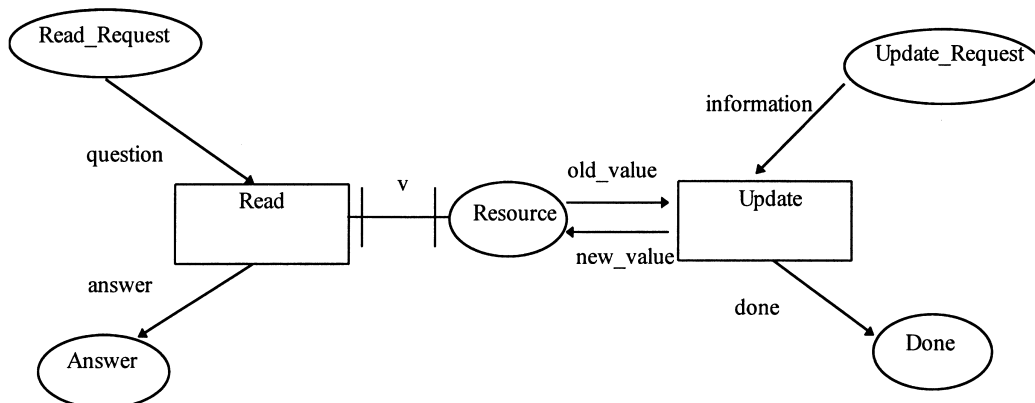 Read_Request
Update_Request
information
question
v
old_value
Read
Resource
Update
new_value
answer
done
Answer
Done